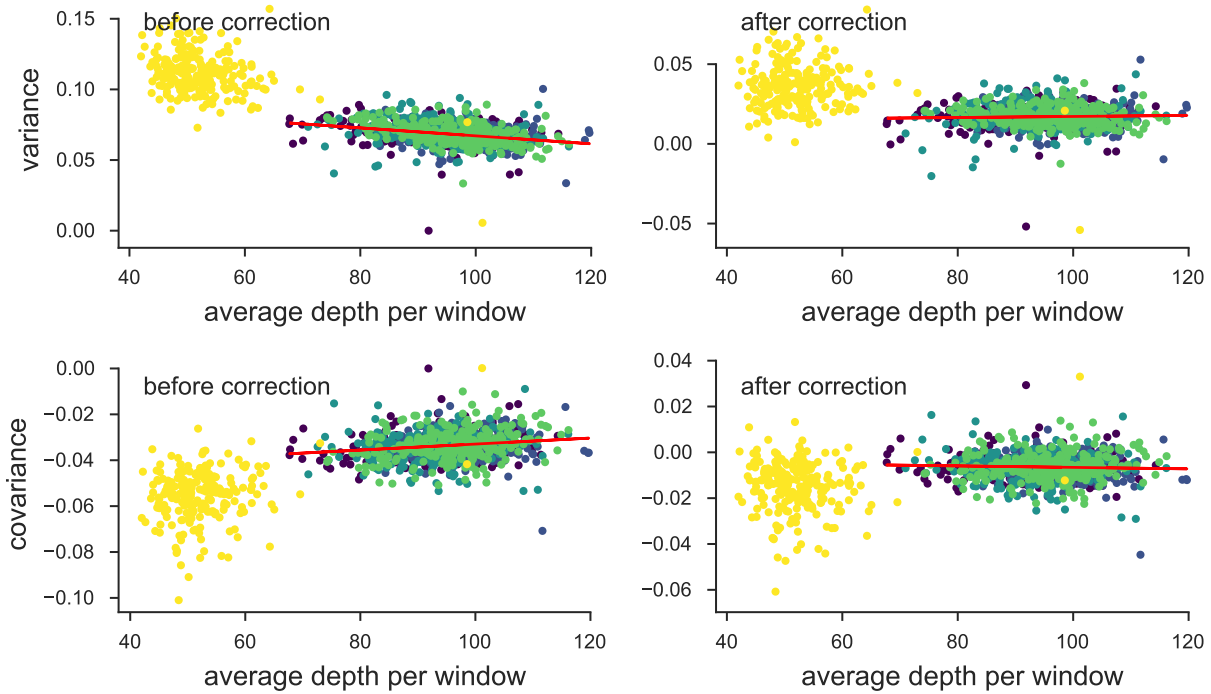 before correction
0.15
0.10
0.05
0.00
variance
40 60 80 100 120
average depth per window
after correction
0.05
0.00
−0.05
40 60 80 100 120
average depth per window
before correction
0.00
−0.02
−0.04
−0.06
−0.08
−0.10
covariance
40 60 80 100 120
average depth per window
after correction
0.04
0.02
0.00
−0.02
−0.04
−0.06
40 60 80 100 120
average depth per window